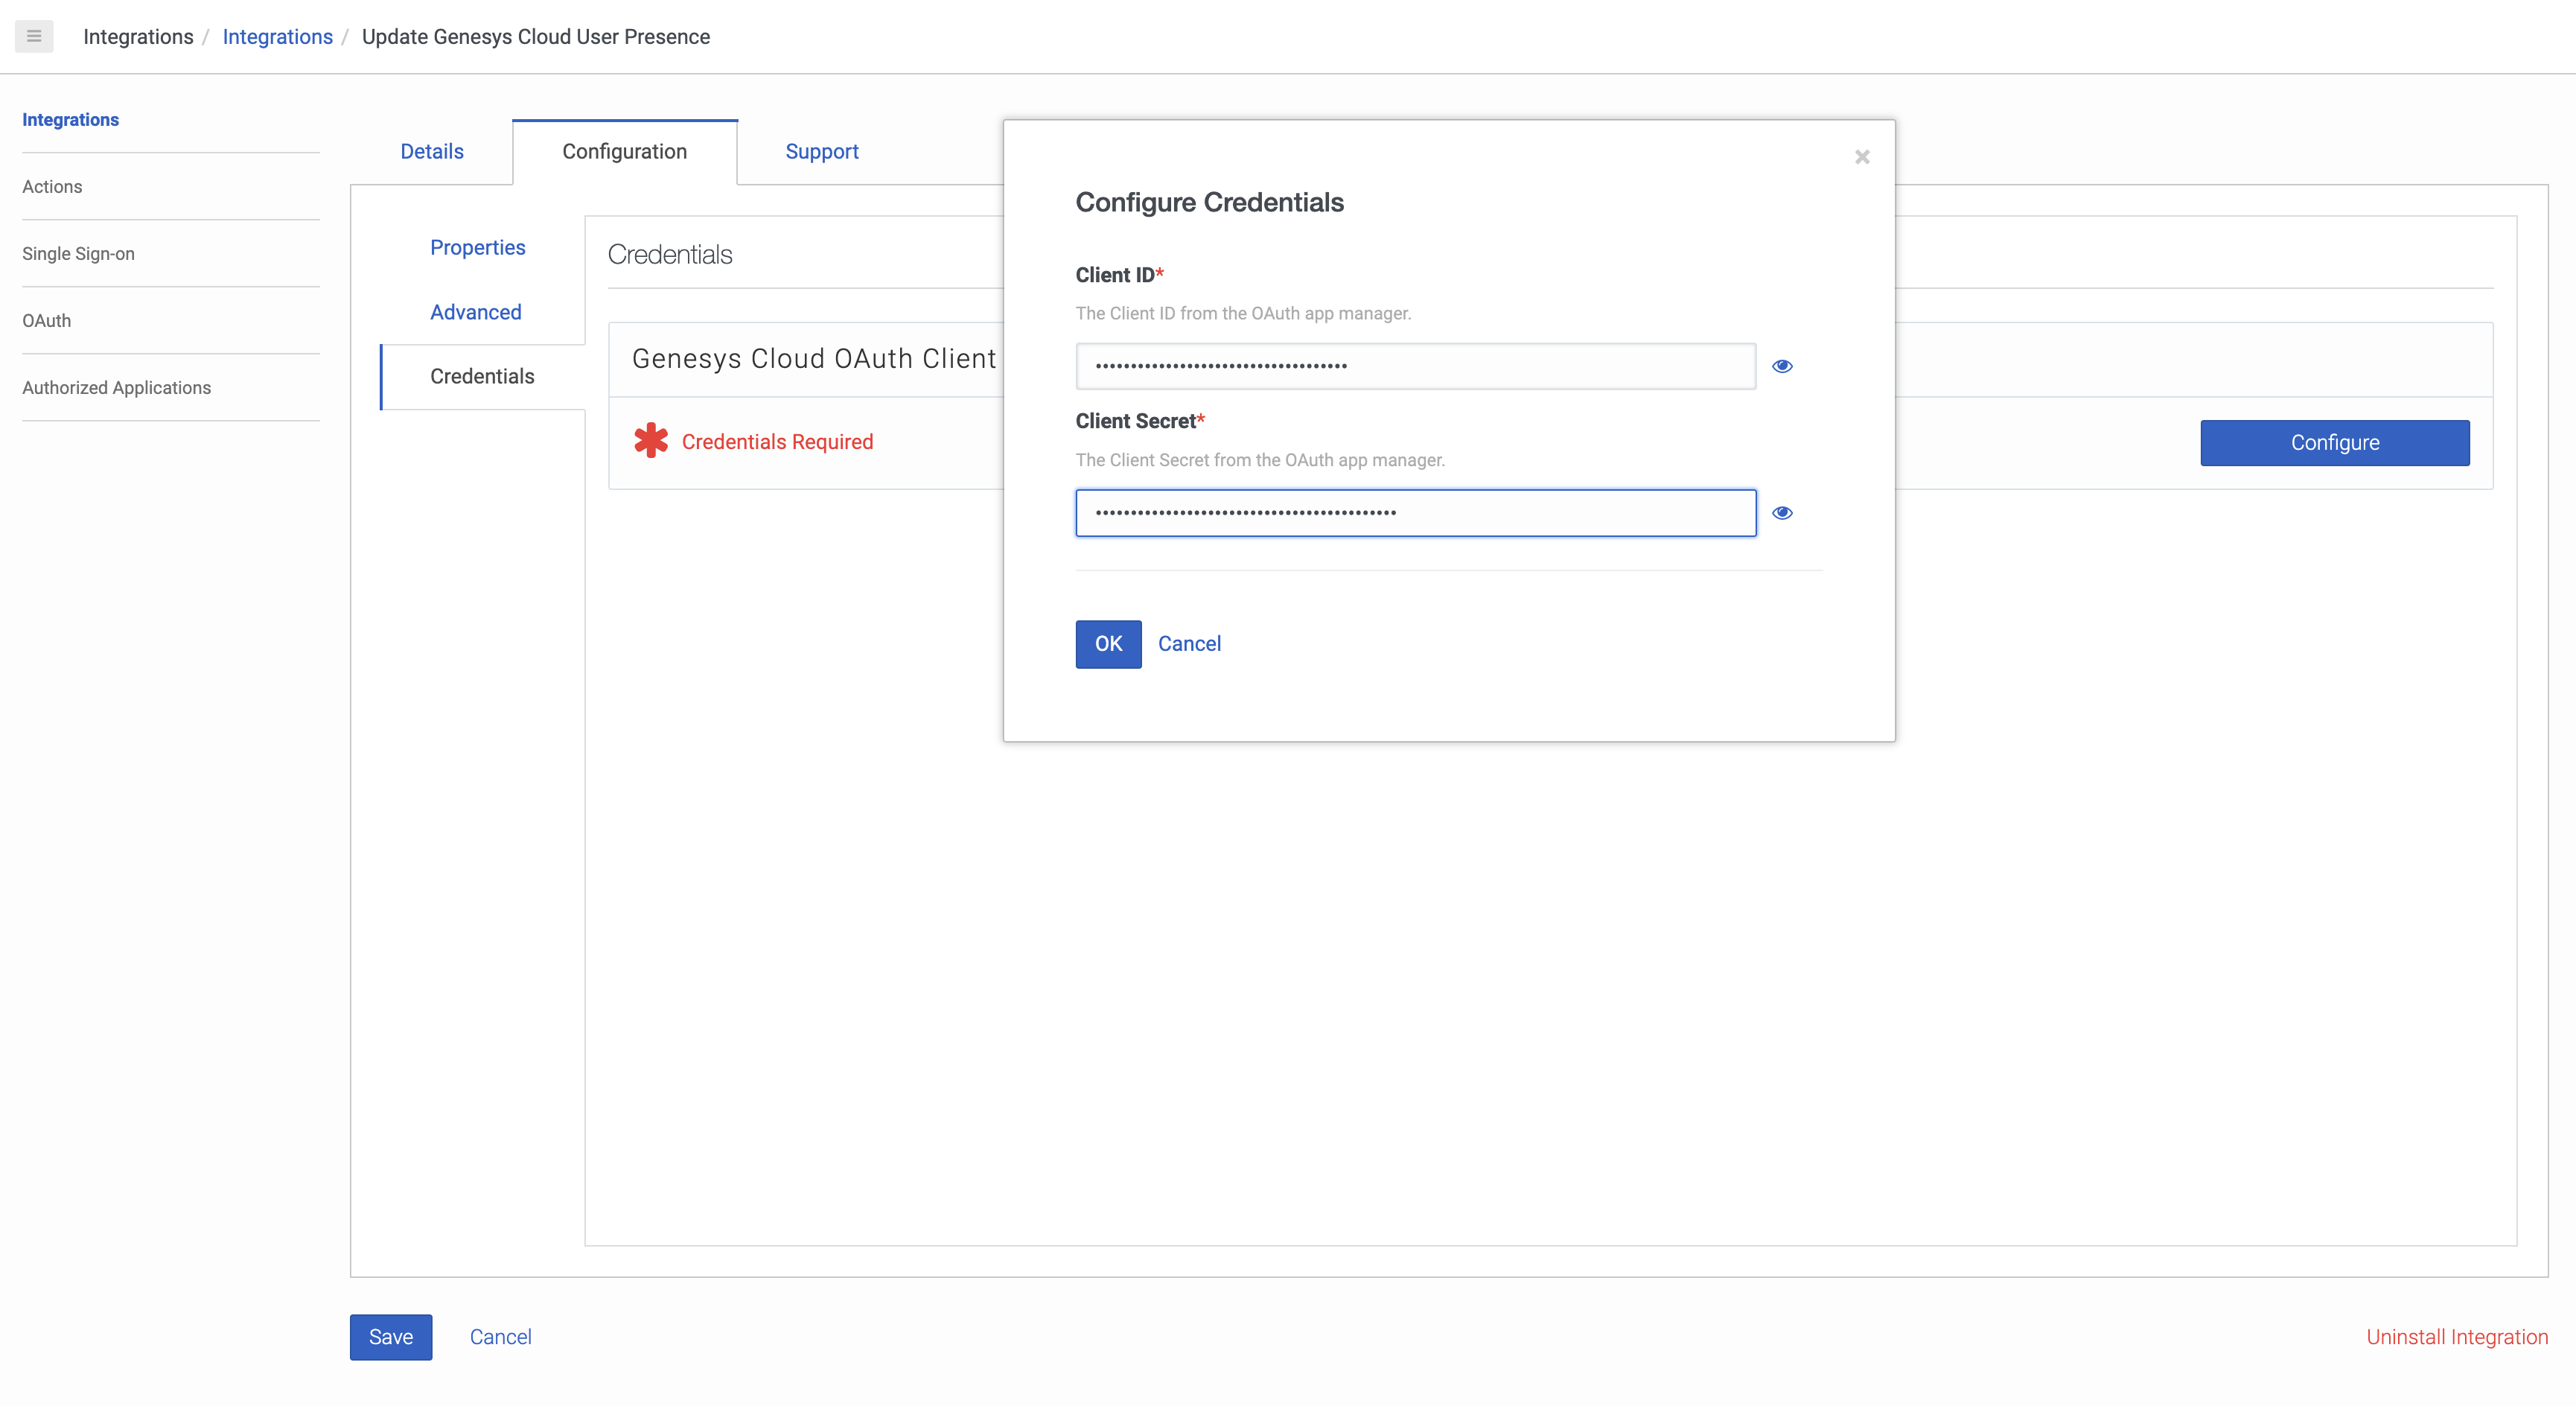 Integrations / Integrations / Update Genesys Cloud User Presence
Integrations
Actions
Single Sign-on
OAuth
Authorized Applications
Details
Configuration
Support
Properties
Advanced
Credentials
Credentials
Genesys Cloud OAuth Client
Credentials Required
Configure
Configure Credentials
Client ID*
The Client ID from the OAuth app manager.
••••••••••••••••••••••••••••••••••••
Client Secret*
The Client Secret from the OAuth app manager.
•••••••••••••••••••••••••••••••••••••••••••
OK
Cancel
Save
Cancel
Uninstall Integration